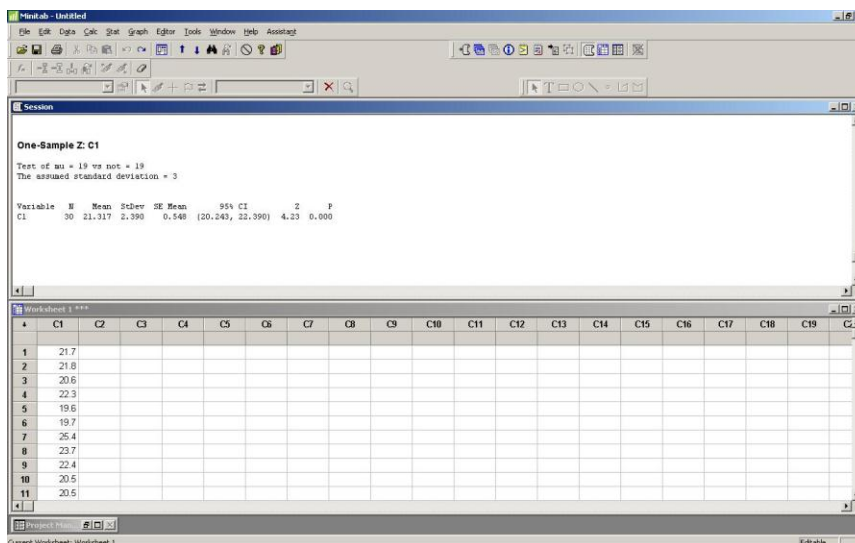 Minitab - Untitled
File Edit Data Calc Stat Graph Editor Tools Window Help Assistant
Session
One-Sample Z: C1
Test of mu = 19 vs not = 19
The assumed standard deviation = 3
Variable N Mean StDev SE Mean 95% CI Z P
C1 30 21.317 2.390 0.548 (20.243, 22.390) 4.23 0.000
Worksheet 1 ***
C1 C2 C3 C4 C5 C6 C7 C8 C9 C10 C11 C12 C13 C14 C15 C16 C17 C18 C19
1 21.7
2 21.8
3 20.6
4 22.3
5 19.6
6 19.7
7 25.4
8 23.7
9 22.4
10 20.5
11 20.5
Project Man...
Current Worksheet: Worksheet 1 Editable